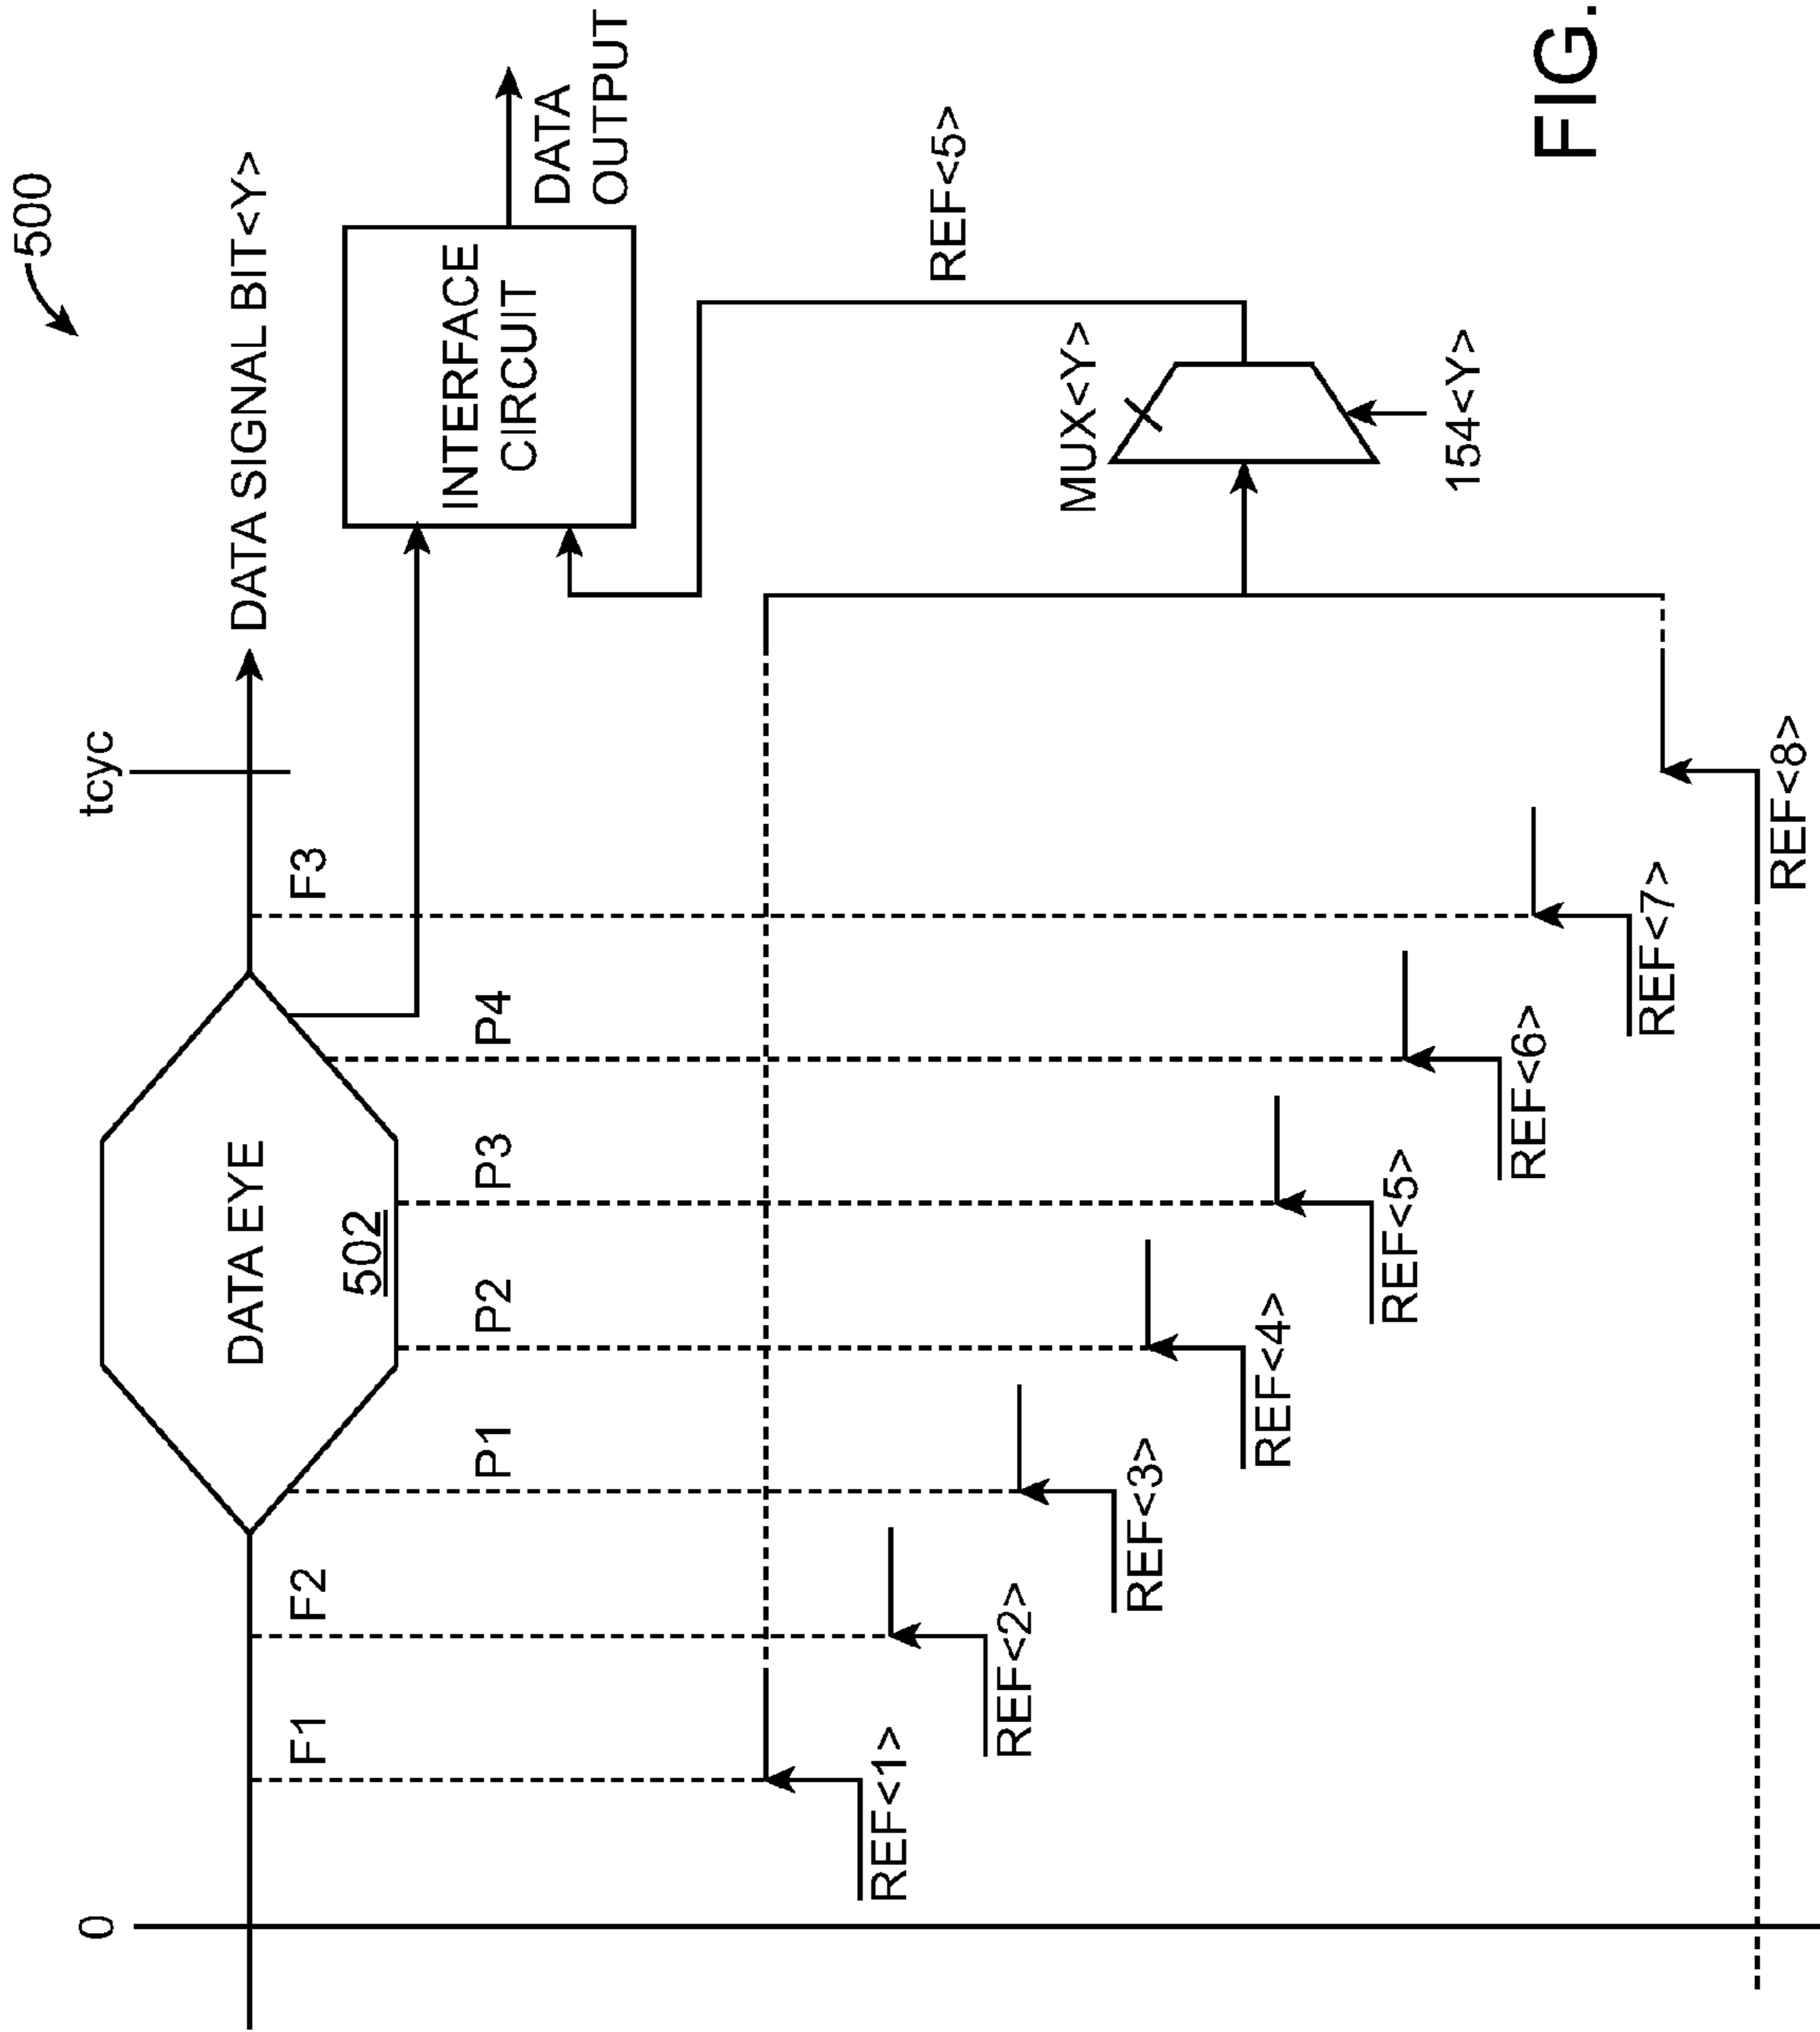 500
0
tcyc
DATA SIGNAL BIT<Y>
DATA EYE
502
F1
F2
F3
P1
P2
P3
P4
INTERFACE
CIRCUIT
DATA
OUTPUT
REF<5>
MUX<Y>
154<Y>
REF<1>
REF<2>
REF<3>
REF<4>
REF<5>
REF<6>
REF<7>
REF<8>
FIG.